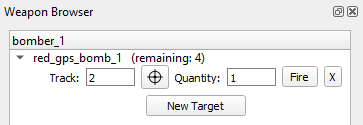 Weapon Browser
bomber_1
red_gps_bomb_1 (remaining: 4)
Track: 2 Quantity: 1 Fire X
New Target